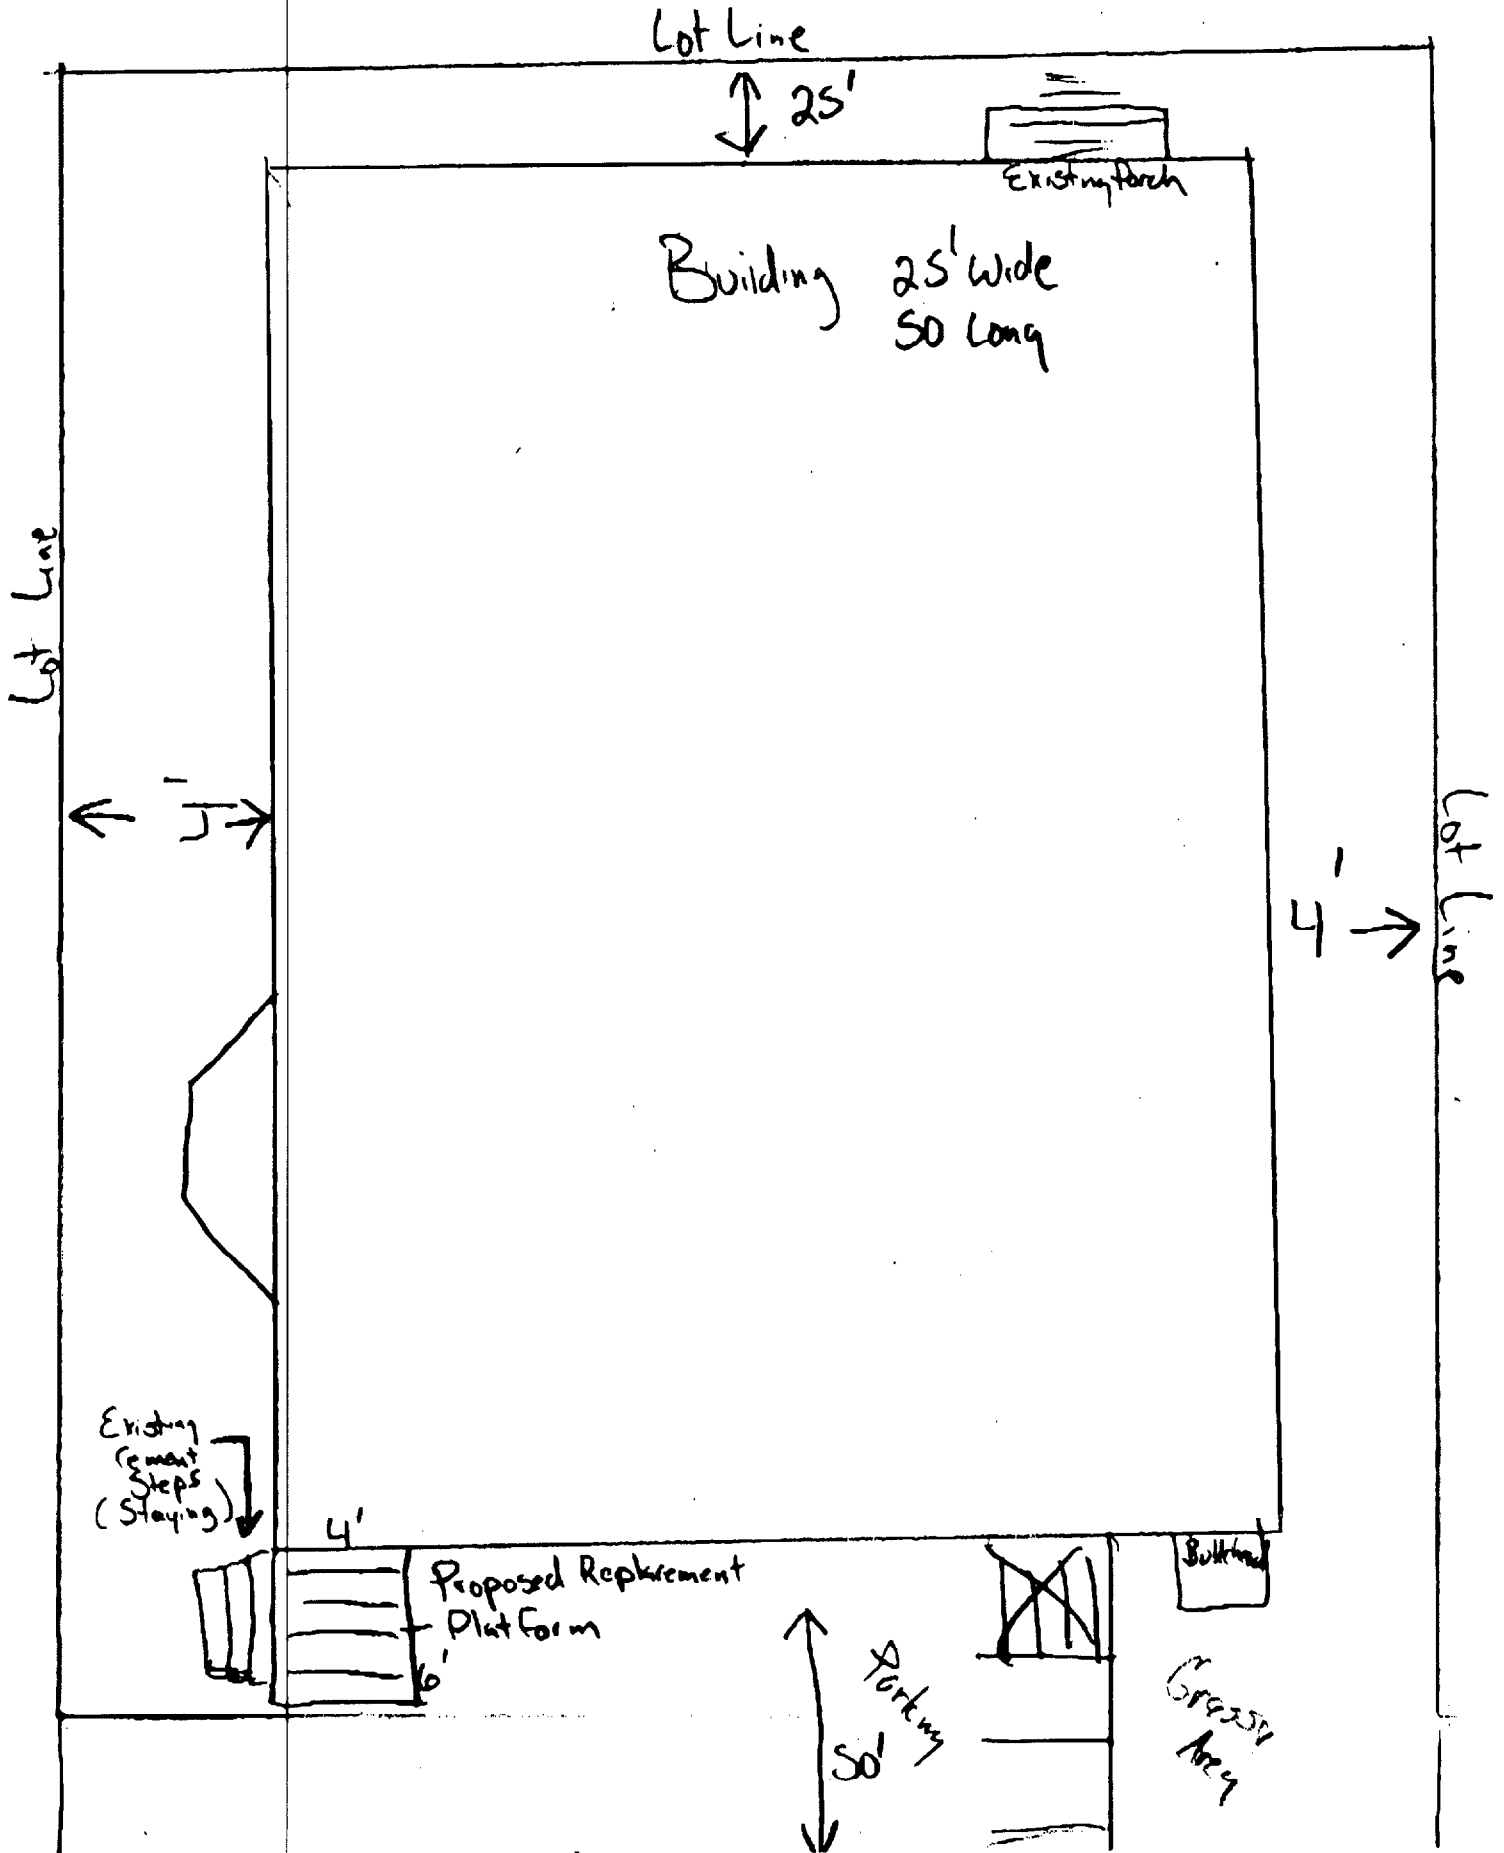 Lot Line
25'
Existing Porch
Building 25' wide
50 Long
Lot Line
Lot Line
4'
Existing
Cement
Steps
(Staying)
4'
Proposed Replacement
Platform
6'
Bulkhead
Parking
50'
Grassy
Area